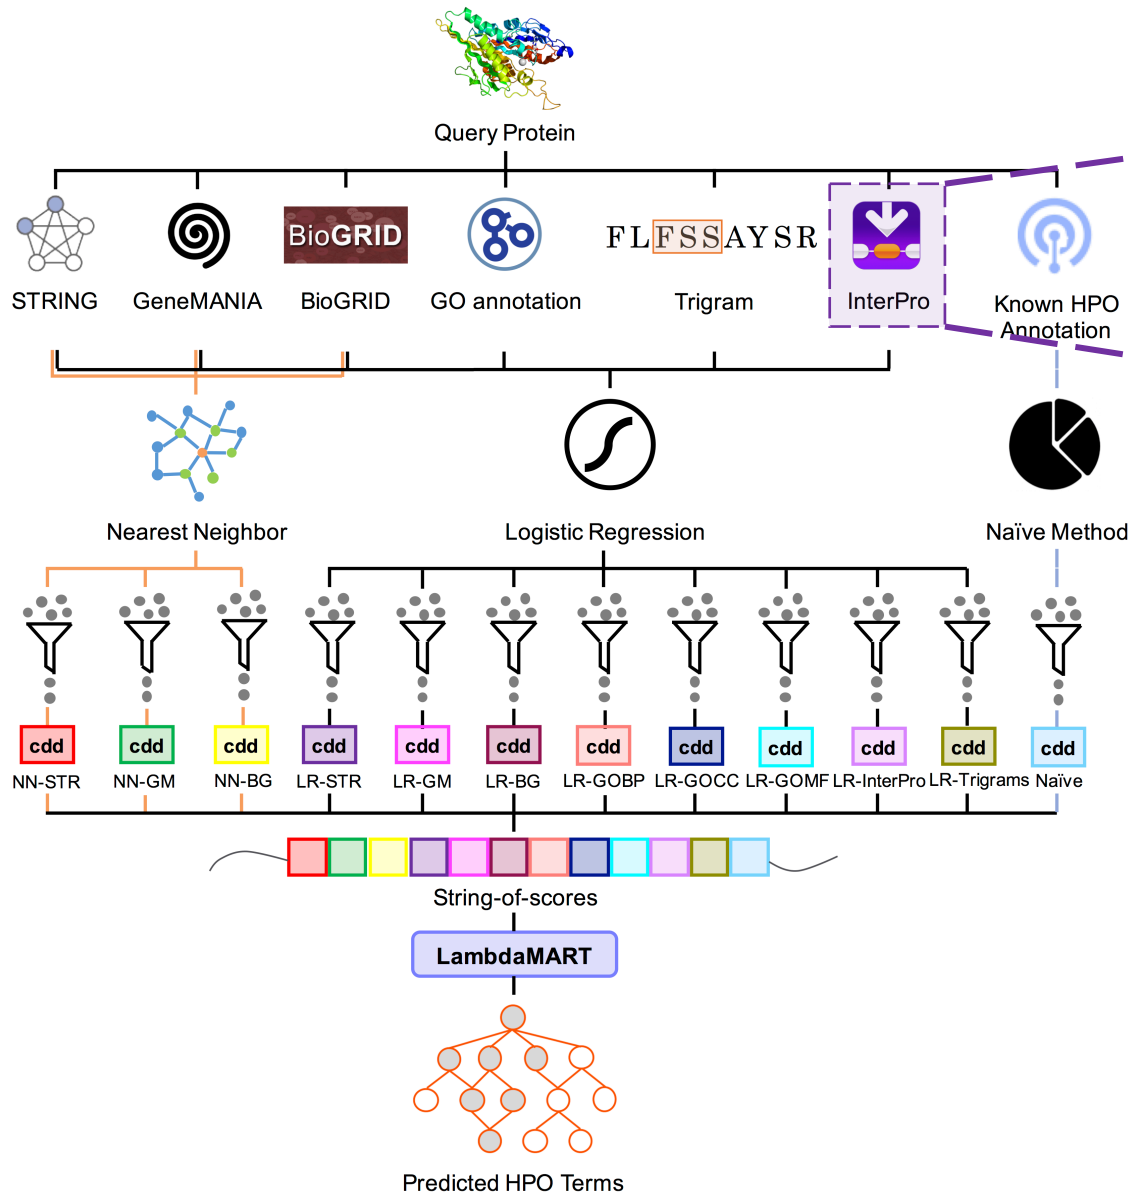 Query Protein
BioGRID
FLFSSAYSR
STRING
GeneMANIA
BioGRID
GO annotation
Trigram
InterPro
Known HPO
Annotation
Nearest Neighbor
Logistic Regression
Naïve Method
cdd cdd cdd cdd cdd cdd cdd cdd cdd cdd cdd cdd
NN-STR NN-GM NN-BG LR-STR LR-GM LR-BG LR-GOBP LR-GOCC LR-GOMF LR-InterPro LR-Trigrams Naïve
String-of-scores
LambdaMART
Predicted HPO Terms